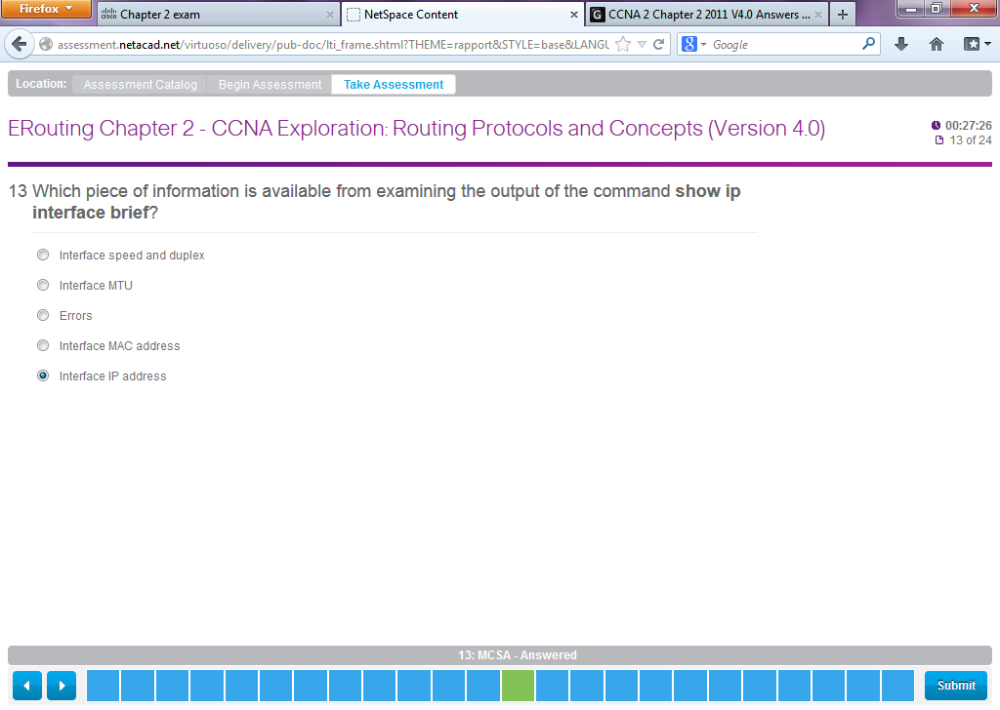 Firefox
cisco Chapter 2 exam
NetSpace Content
G CCNA 2 Chapter 2 2011 V4.0 Answers ...
assessment.netacad.net/virtuoso/delivery/pub-doc/lti_frame.shtml?THEME=rapport&STYLE=base&LANGU
8 Google
Location: Assessment Catalog Begin Assessment Take Assessment
ERouting Chapter 2 - CCNA Exploration: Routing Protocols and Concepts (Version 4.0)
00:27:26
13 of 24
13 Which piece of information is available from examining the output of the command show ip
interface brief?
Interface speed and duplex
Interface MTU
Errors
Interface MAC address
Interface IP address
13: MCSA - Answered
Submit